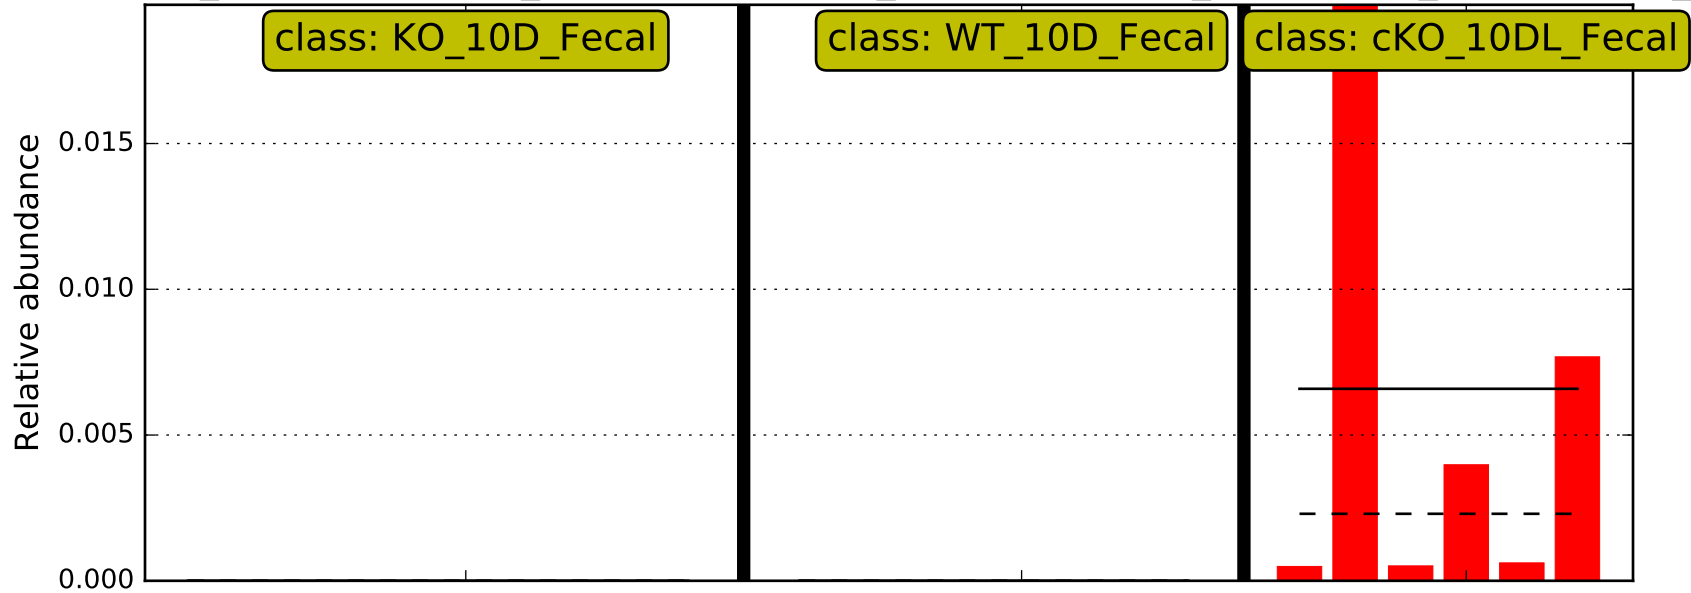 class: KO_10D_Fecal
class: WT_10D_Fecal
class: cKO_10DL_Fecal
Relative abundance
0.015
0.010
0.005
0.000